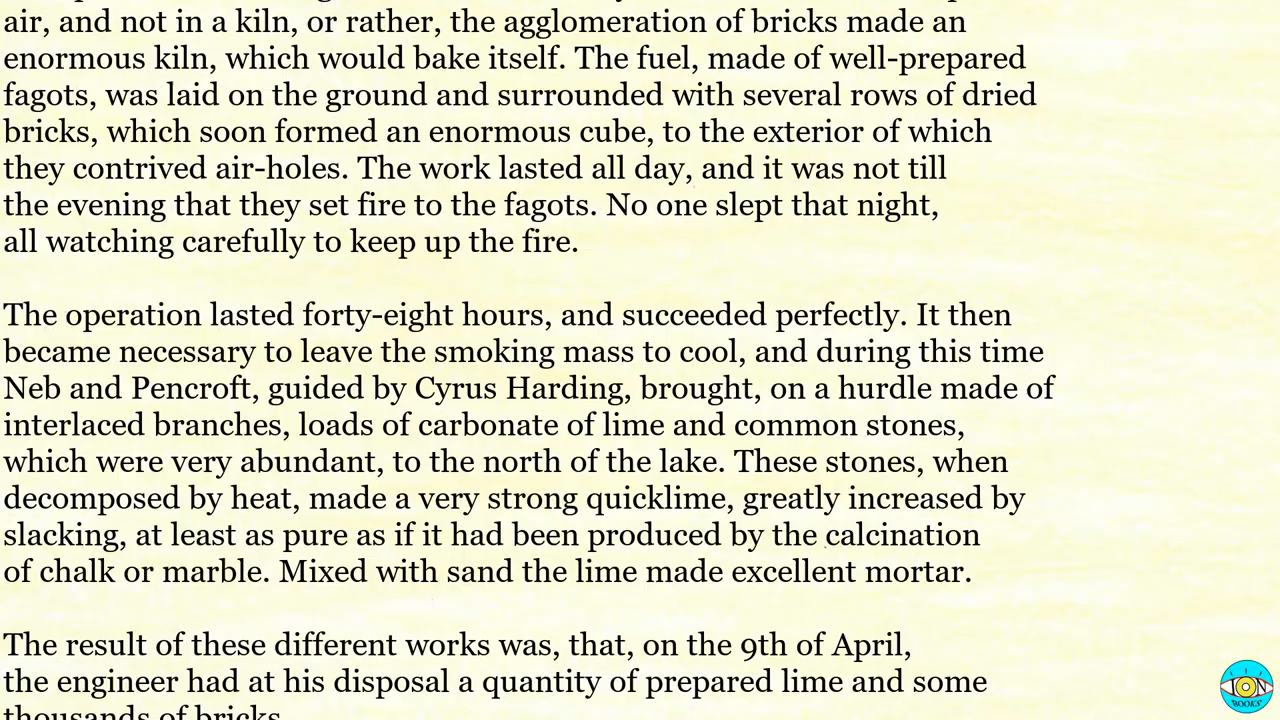 air, and not in a kiln, or rather, the agglomeration of bricks made an
enormous kiln, which would bake itself. The fuel, made of well-prepared
fagots, was laid on the ground and surrounded with several rows of dried
bricks, which soon formed an enormous cube, to the exterior of which
they contrived air-holes. The work lasted all day, and it was not till
the evening that they set fire to the fagots. No one slept that night,
all watching carefully to keep up the fire.
The operation lasted forty-eight hours, and succeeded perfectly. It then
became necessary to leave the smoking mass to cool, and during this time
Neb and Pencroft, guided by Cyrus Harding, brought, on a hurdle made of
interlaced branches, loads of carbonate of lime and common stones,
which were very abundant, to the north of the lake. These stones, when
decomposed by heat, made a very strong quicklime, greatly increased by
slacking, at least as pure as if it had been produced by the calcination
of chalk or marble. Mixed with sand the lime made excellent mortar.
The result of these different works was, that, on the 9th of April,
the engineer had at his disposal a quantity of prepared lime and some
thousands of bricks.
ION
BOOKS